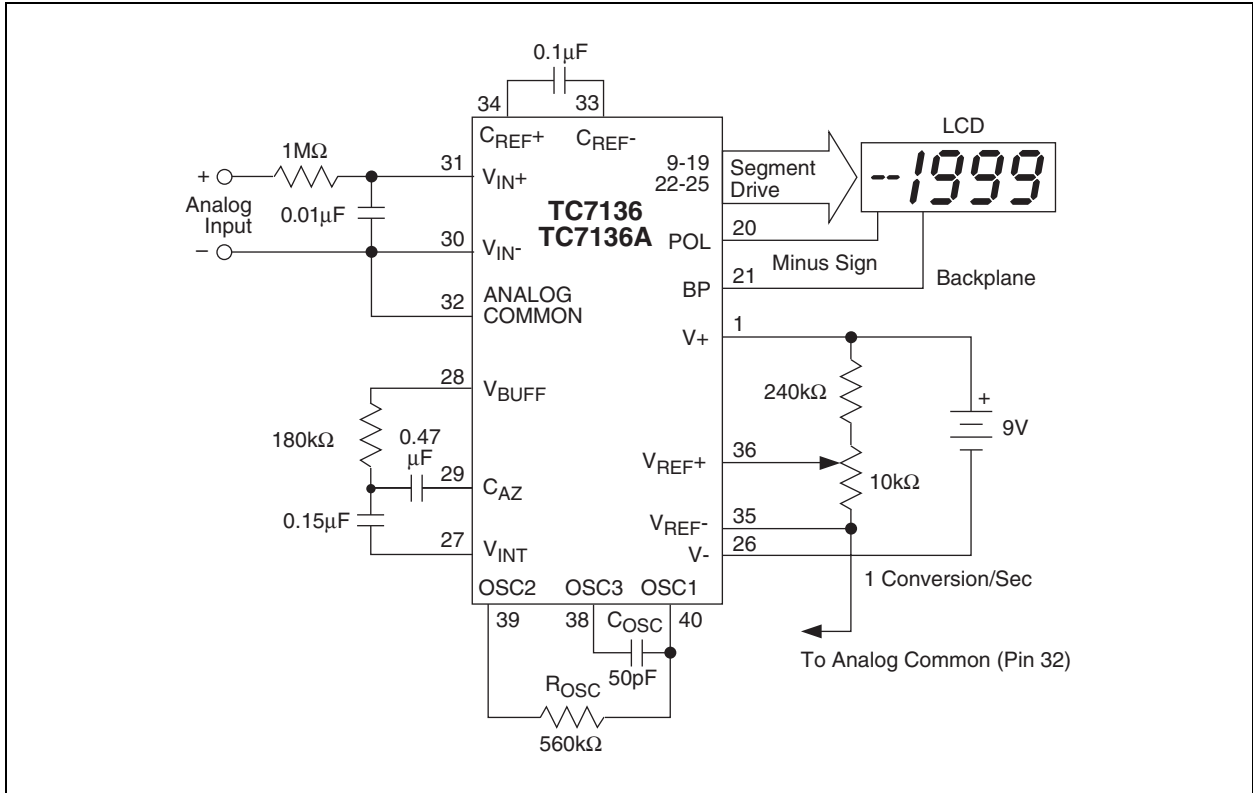 0.1µF
34
33
LCD
CREF+
CREF-
1MΩ
31
VIN+
9-19
22-25
Segment
Drive
-1999
+
Analog
Input
–
0.01µF
TC7136
TC7136A
20
POL
Minus Sign
30
VIN-
21
BP
Backplane
32
ANALOG
COMMON
1
V+
28
VBUFF
240kΩ
+
9V
180kΩ
0.47
µF
36
VREF+
10kΩ
29
CAZ
0.15µF
35
VREF-
27
VINT
26
V-
1 Conversion/Sec
OSC2
OSC3
OSC1
39
38
COSC
40
50pF
To Analog Common (Pin 32)
ROSC
560kΩ